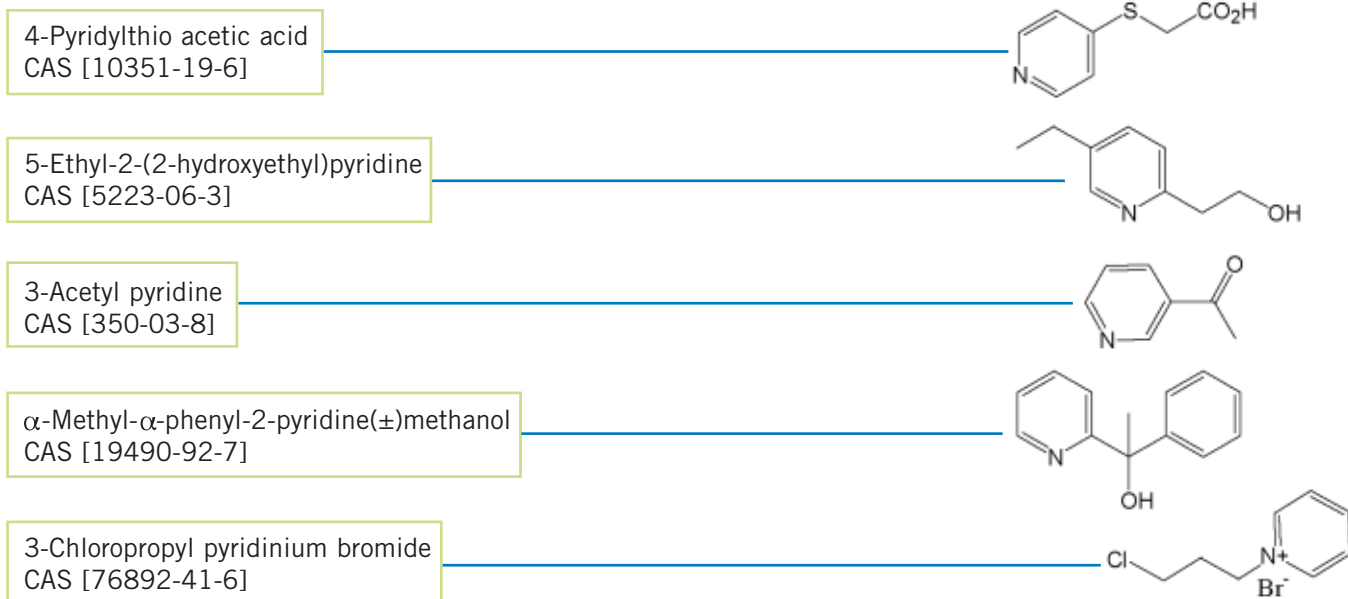 4-Pyridylthio acetic acid
CAS [10351-19-6]
S
CO₂H
N
5-Ethyl-2-(2-hydroxyethyl)pyridine
CAS [5223-06-3]
N
OH
3-Acetyl pyridine
CAS [350-03-8]
O
N
α-Methyl-α-phenyl-2-pyridine(±)methanol
CAS [19490-92-7]
N
OH
3-Chloropropyl pyridinium bromide
CAS [76892-41-6]
Cl
N+
Br-